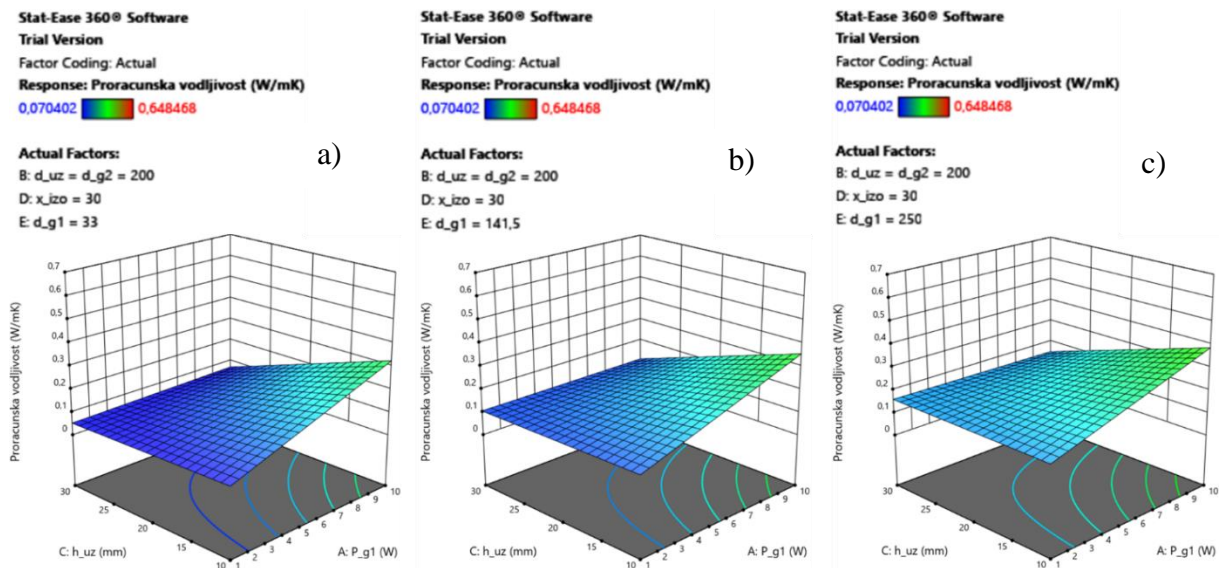 Stat-Ease 360® Software
Trial Version
Factor Coding: Actual
Response: Proracunska vodljivost (W/mK)
0,070402 0,648468
a)
Actual Factors:
B: d_uz = d_g2 = 200
D: x_izo = 30
E: d_g1 = 33
Proracunska vodljivost (W/mK)
0.7
0.6
0.5
0.4
0.3
0.2
0.1
0
30
25
20
15
10
C: h_uz (mm)
1
2
3
4
5
6
7
8
9
10
A: P_g1 (W)
Stat-Ease 360® Software
Trial Version
Factor Coding: Actual
Response: Proracunska vodljivost (W/mK)
0,070402 0,648468
b)
Actual Factors:
B: d_uz = d_g2 = 200
D: x_izo = 30
E: d_g1 = 141,5
Proracunska vodljivost (W/mK)
0.7
0.6
0.5
0.4
0.3
0.2
0.1
0
30
25
20
15
10
C: h_uz (mm)
1
2
3
4
5
6
7
8
9
10
A: P_g1 (W)
Stat-Ease 360® Software
Trial Version
Factor Coding: Actual
Response: Proracunska vodljivost (W/mK)
0,070402 0,648468
c)
Actual Factors:
B: d_uz = d_g2 = 200
D: x_izo = 30
E: d_g1 = 250
Proracunska vodljivost (W/mK)
0.7
0.6
0.5
0.4
0.3
0.2
0.1
0
30
25
20
15
10
C: h_uz (mm)
1
2
3
4
5
6
7
8
9
10
A: P_g1 (W)